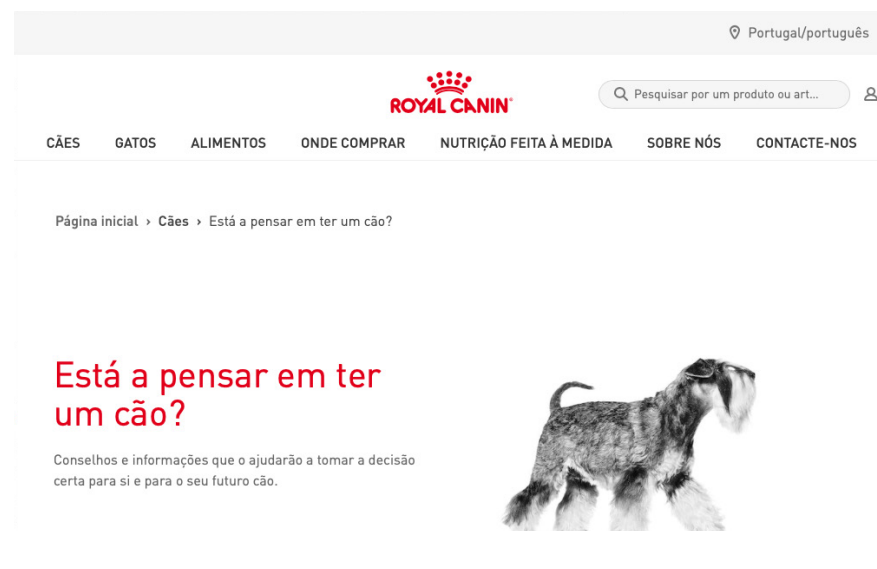 Portugal/português
ROYAL CANIN
Pesquisar por um produto ou art...
CÃES GATOS ALIMENTOS ONDE COMPRAR NUTRIÇÃO FEITA À MEDIDA SOBRE NÓS CONTACTE-NOS
Página inicial › Cães › Está a pensar em ter um cão?
Está a pensar em ter
um cão?
Conselhos e informações que o ajudarão a tomar a decisão
certa para si e para o seu futuro cão.